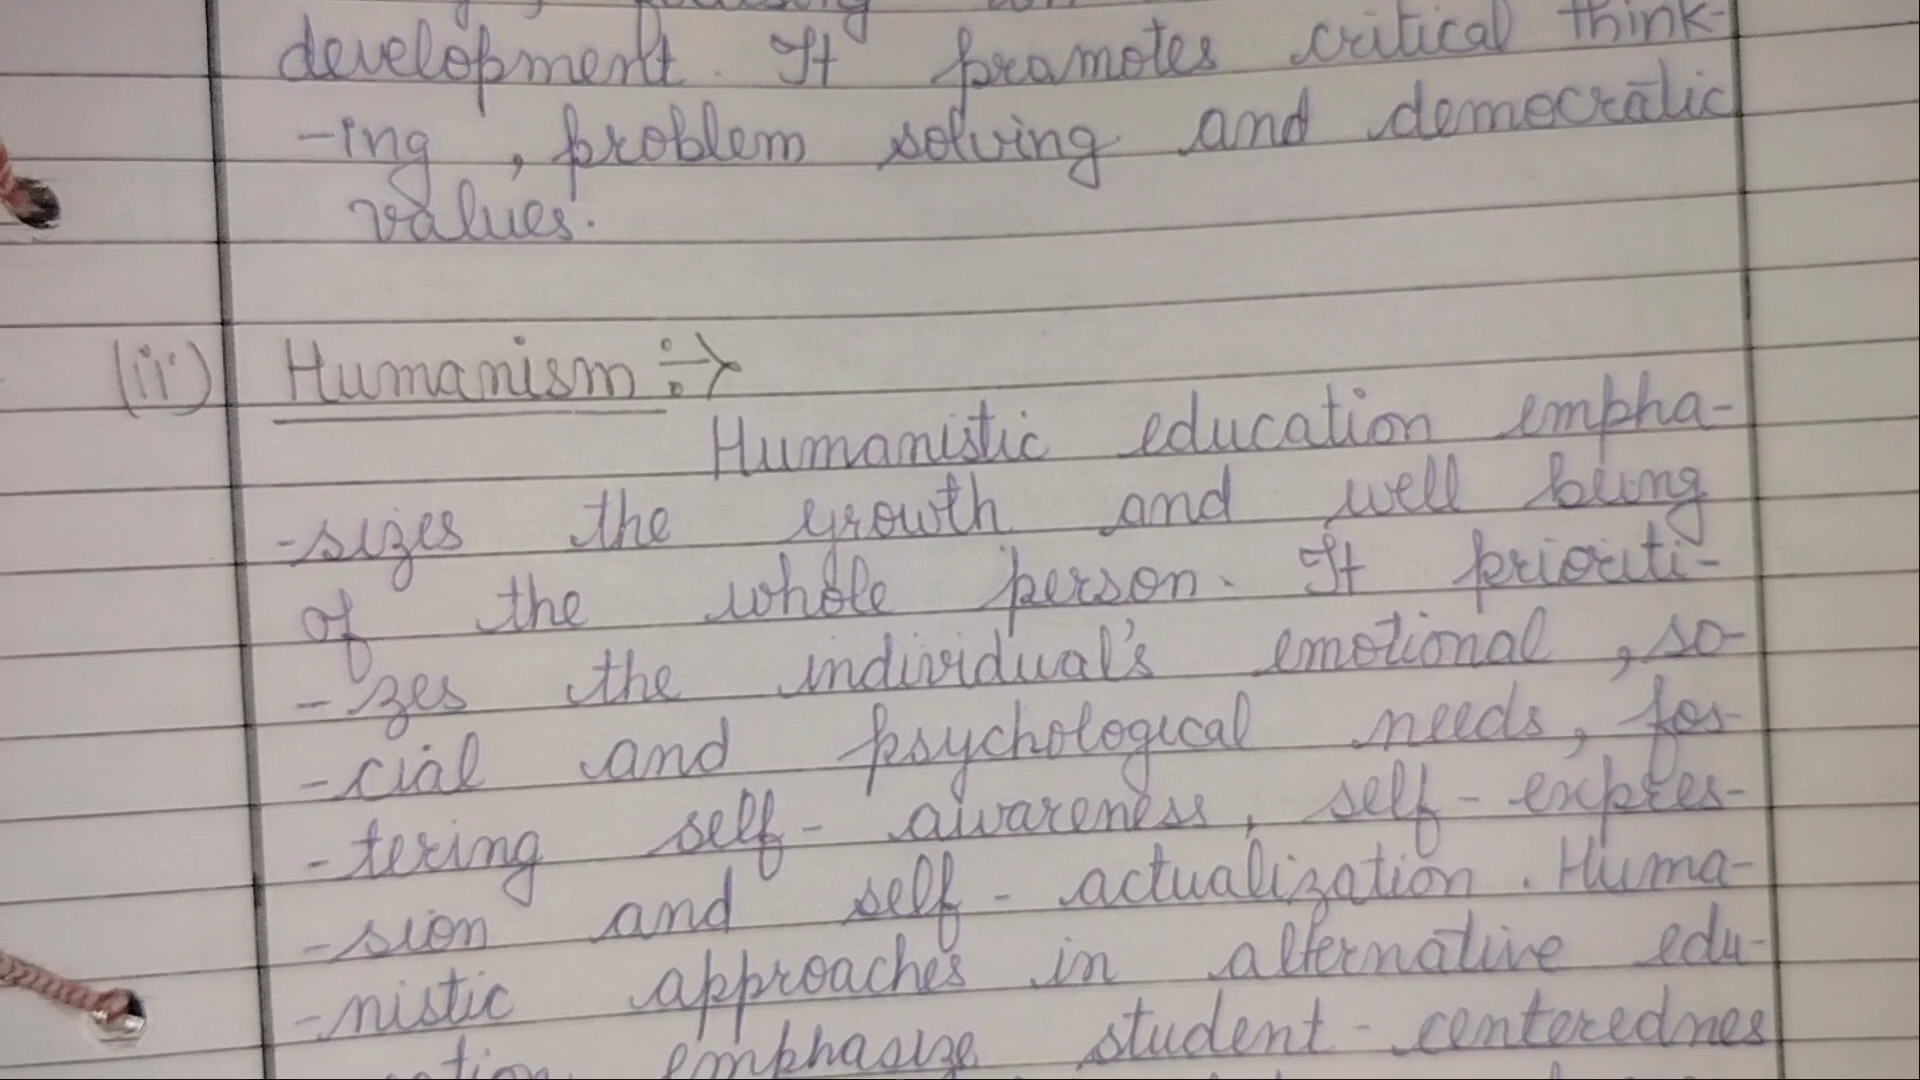 development. It pramotes critical think-
-ing , problem solving and democratic
values.
(ii) Humanism :->
Humanistic education empha-
-sizes the growth and well being
of the whole person. It prioriti-
-zes the individual's emotional , so-
-cial and psychological needs, fos-
-tering self- awareness, self- expres-
-sion and self - actualization . Huma-
-nistic approaches in alternative edu-
emphasize student - centerednes